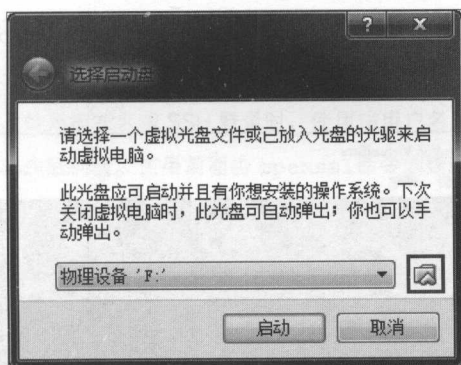 选择启动盘
请选择一个虚拟光盘文件或已放入光盘的光驱来启
动虚拟电脑。
此光盘应可启动并且有你想安装的操作系统。下次
关闭虚拟电脑时，此光盘可自动弹出；你也可以手
动弹出。
物理设备 'F:'
启动
取消